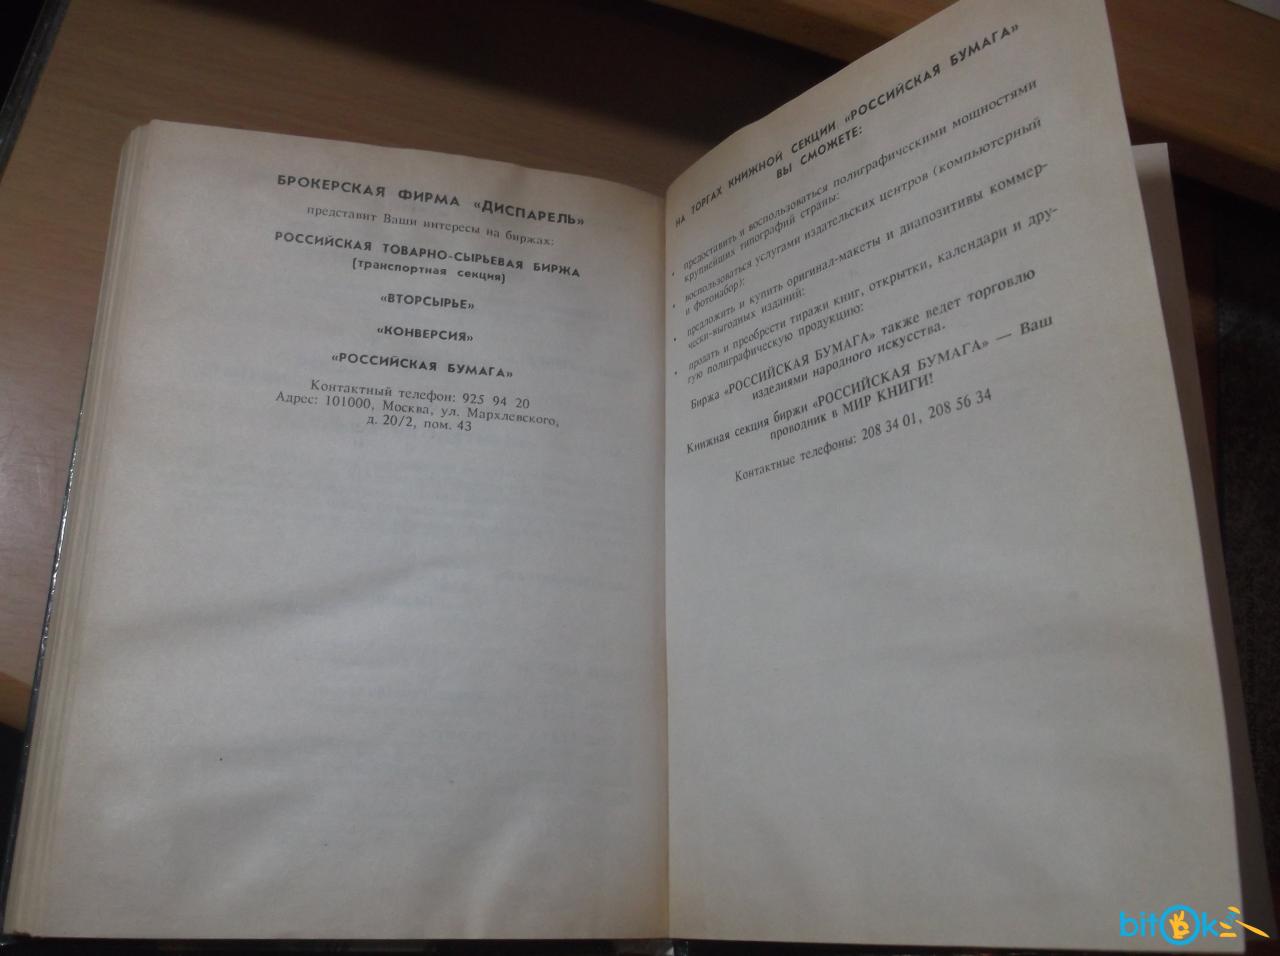 БРОКЕРСКАЯ ФИРМА «ДИСПАРЕЛЬ»
представит Ваши интересы на биржах:
РОССИЙСКАЯ ТОВАРНО-СЫРЬЕВАЯ БИРЖА
(транспортная секция)
«ВТОРСЫРЬЕ»
«КОНВЕРСИЯ»
«РОССИЙСКАЯ БУМАГА»
Контактный телефон: 925 94 20
Адрес: 101000, Москва, ул. Мархлевского,
д. 20/2, пом. 43
НА ТОРГАХ КНИЖНОЙ СЕКЦИИ «РОССИЙСКАЯ БУМАГА»
ВЫ СМОЖЕТЕ:
• предоставить и воспользоваться полиграфическими мощностями
крупнейших типографий страны:
• воспользоваться услугами издательских центров (компьютерный
и фотонабор):
• предложить и купить оригинал-макеты и диапозитивы коммер-
чески-выгодных изданий:
• продать и преобрести тиражи книг, открытки, календари и дру-
гую полиграфическую продукцию:
Биржа «РОССИЙСКАЯ БУМАГА» также ведет торговлю
изделиями народного искусства.
Книжная секция биржи «РОССИЙСКАЯ БУМАГА» — Ваш
проводник в МИР КНИГИ!
Контактные телефоны: 208 34 01, 208 56 34
bitOk